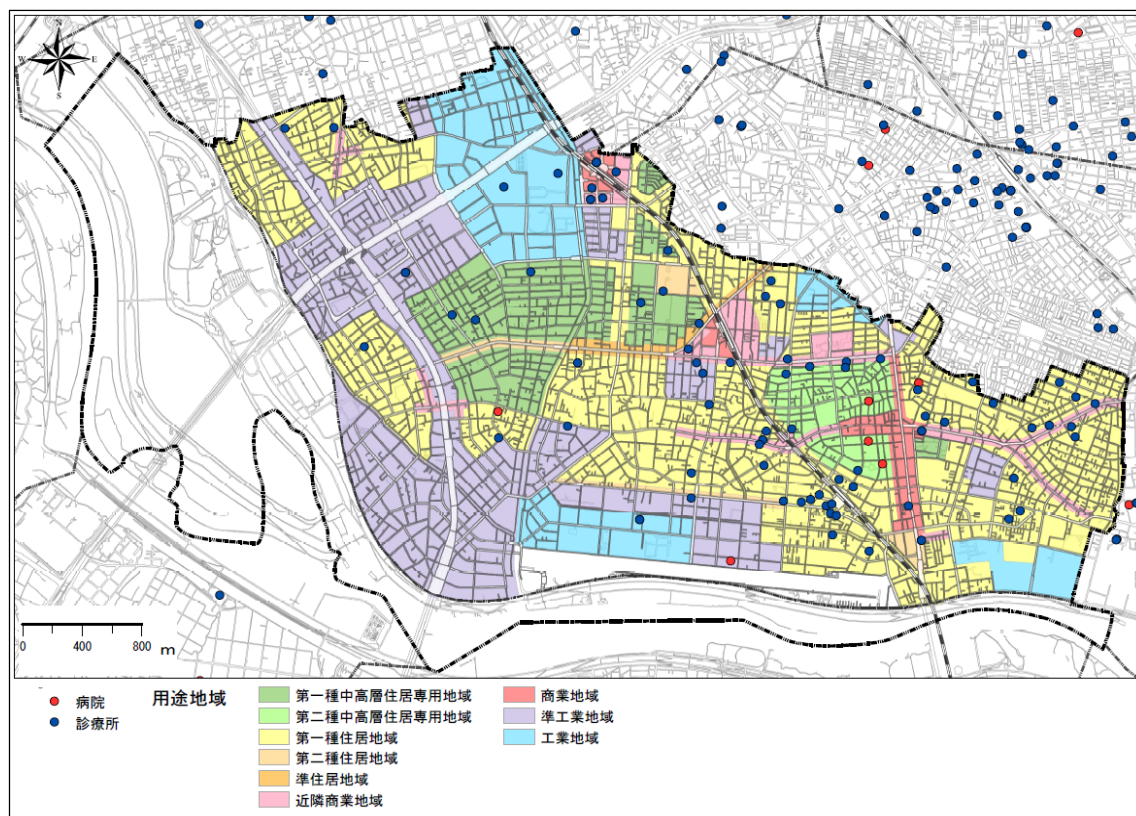 N
W E
S
0 400 800 m
病院
診療所
用途地域
第一種中高層住居専用地域
第二種中高層住居専用地域
第一種住居地域
第二種住居地域
準住居地域
近隣商業地域
商業地域
準工業地域
工業地域